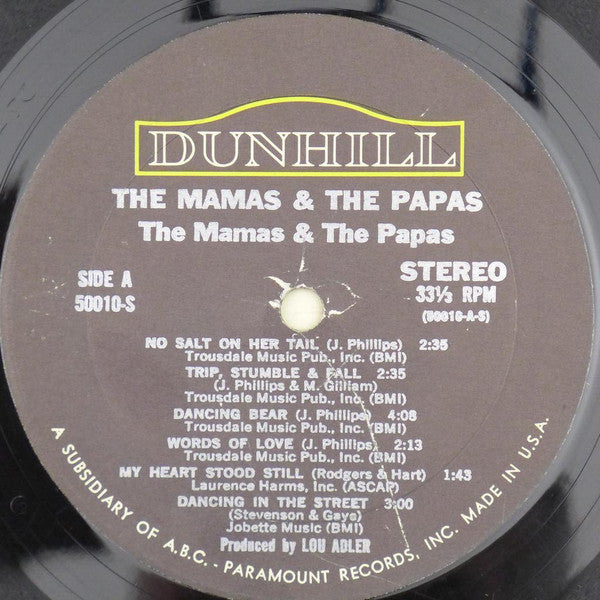 DUNHILL
THE MAMAS & THE PAPAS
The Mamas & The Papas
SIDE A
50010-S
STEREO
33⅓ RPM
(50010-A-S)
NO SALT ON HER TAIL (J. Phillips) 2:35
Trousdale Music Pub., Inc. (BMI)
TRIP, STUMBLE & FALL 2:35
(J. Phillips & M. Gilliam)
Trousdale Music Pub., Inc. (BMI)
DANCING BEAR (J. Phillips) 4:08
Trousdale Music Pub., Inc. (BMI)
WORDS OF LOVE (J. Phillips) 2:13
Trousdale Music Pub., Inc. (BMI)
MY HEART STOOD STILL (Rodgers & Hart) 1:43
Laurence Harms, Inc. (ASCAP)
DANCING IN THE STREET 3:00
(Stevenson & Gaye)
Jobette Music (BMI)
Produced by LOU ADLER
A SUBSIDIARY OF A.B.C. - PARAMOUNT RECORDS, INC. MADE IN U.S.A.